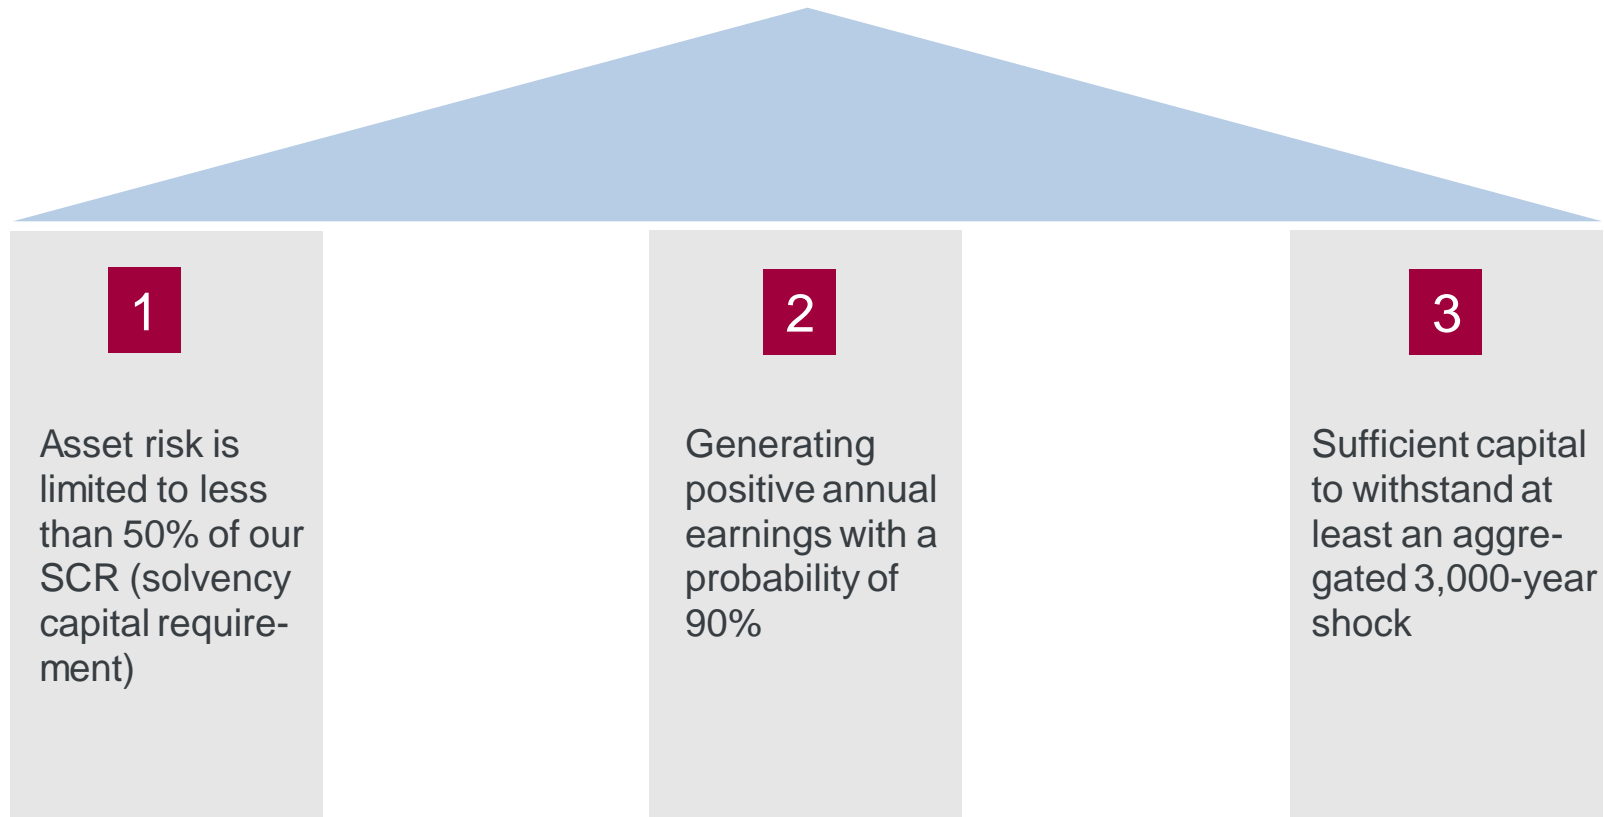 1
Asset risk is
limited to less
than 50% of our
SCR (solvency
capital require-
ment)
2
Generating
positive annual
earnings with a
probability of
90%
3
Sufficient capital
to withstand at
least an aggre-
gated 3,000-year
shock